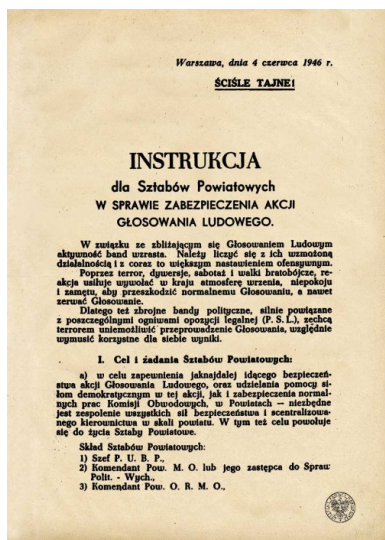 Warszawa, dnia 4 czerwca 1946 r.
ŚCIŚLE TAJNE!
INSTRUKCJA
dla Sztabów Powiatowych
W SPRAWIE ZABEZPIECZENIA AKCJI
GŁOSOWANIA LUDOWEGO.
W związku ze zbliżającym się Głosowaniem Ludowym
aktywność band wzrasta. Należy liczyć się z ich wzmożoną
działalnością i z coraz to większym nastawieniem ofensywnym.
Poprzez terror, dywersje, sabotaż i walki bratobójcze, re-
akcja usiłuje wywołać w kraju atmosferę wrzenia, niepokoju
i zamętu, aby przeszkodzić normalnemu Głosowaniu, a nawet
zerwać Głosowanie.
Dlatego też zbrojne bandy polityczne, silnie powiązane
z poszczególnymi ogniwami opozycji legalnej (P. S. L.), zechcą
terrorem uniemożliwić przeprowadzenie Głosowania, względnie
wymusić korzystne dla siebie wyniki.
I. Cel i żadania Sztabów Powiatowych:
a) w celu zapewnienia jaknajdalej idącego bezpieczeń-
stwa akcji Głosowania Ludowego, oraz udzielania pomocy si-
łom demokratycznym w tej akcji, jak i zabezpieczenia normal-
nych prac Komisji Obwodowych, w Powiatach — niezbędne
jest zespolenie wszystkich sił bezpieczeństwa i scentralizowa-
nego kierownictwa w skali powiatu. W tym też celu powołuje
się do życia Sztaby Powiatowe.
Skład Sztabów Powiatowych:
1) Szef P. U. B. P.,
2) Komendant Pow. M. O. lub jego zastępca do Spraw
Polit. - Wych.,
3) Komendant Pow. O. R. M. O.,